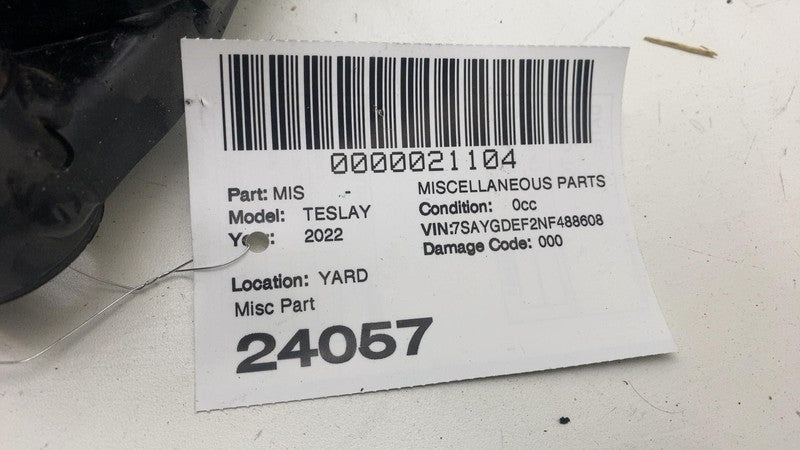 0000021104
Part: MIS - MISCELLANEOUS PARTS
Model: TESLAY Condition: 0cc
2022 VIN:7SAYGDEF2NF488608
Damage Code: 000
Location: YARD
Misc Part
24057